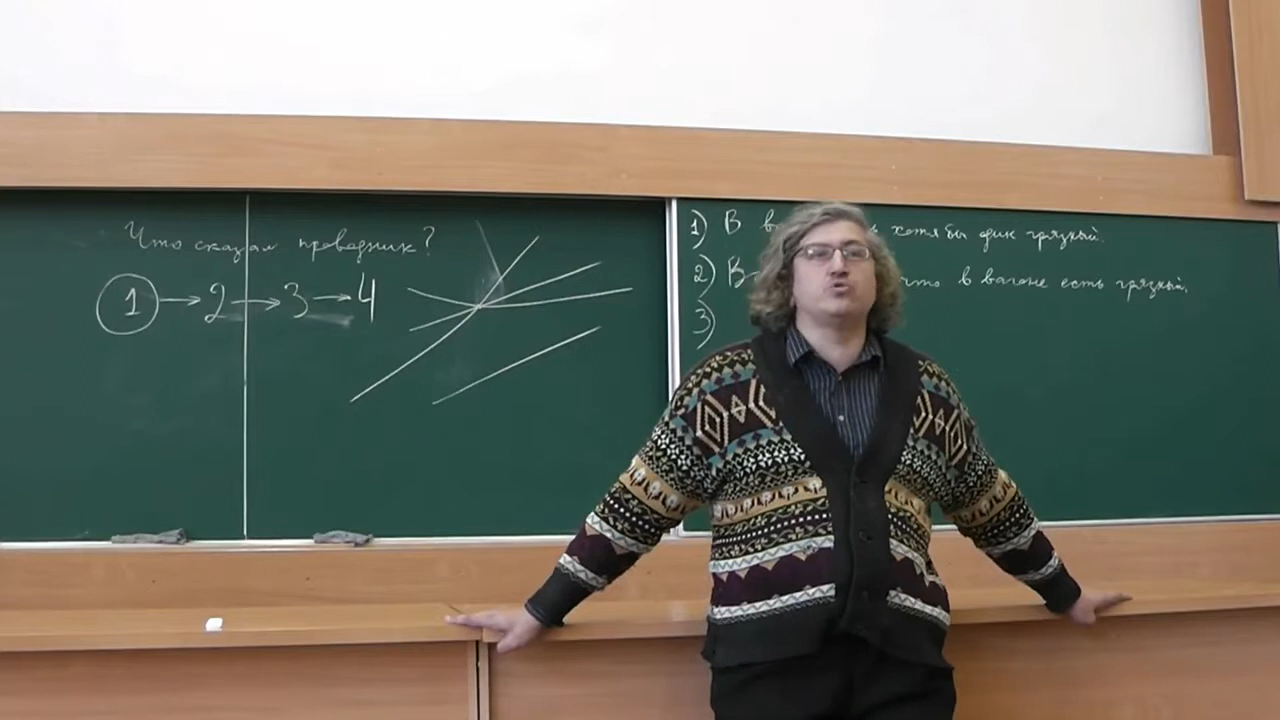 Что сказал проводник?
1 → 2 → 3 → 4
1) В хотя бы один грязный.
2) В что в вагоне есть грязный.
3)